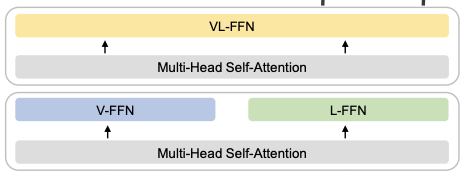 VL-FFN
Multi-Head Self-Attention
V-FFN L-FFN
Multi-Head Self-Attention